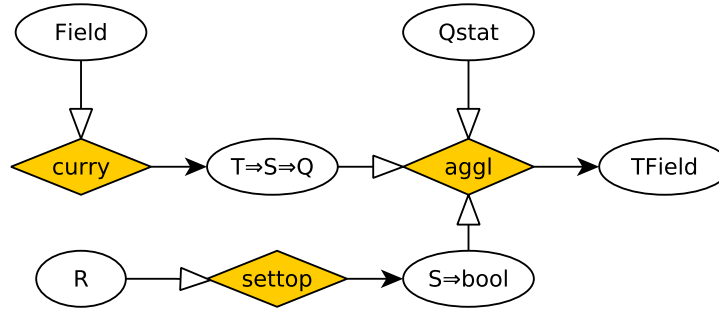 Field
Qstat
curry
T⇒S⇒Q
aggl
TField
R
settop
S⇒bool